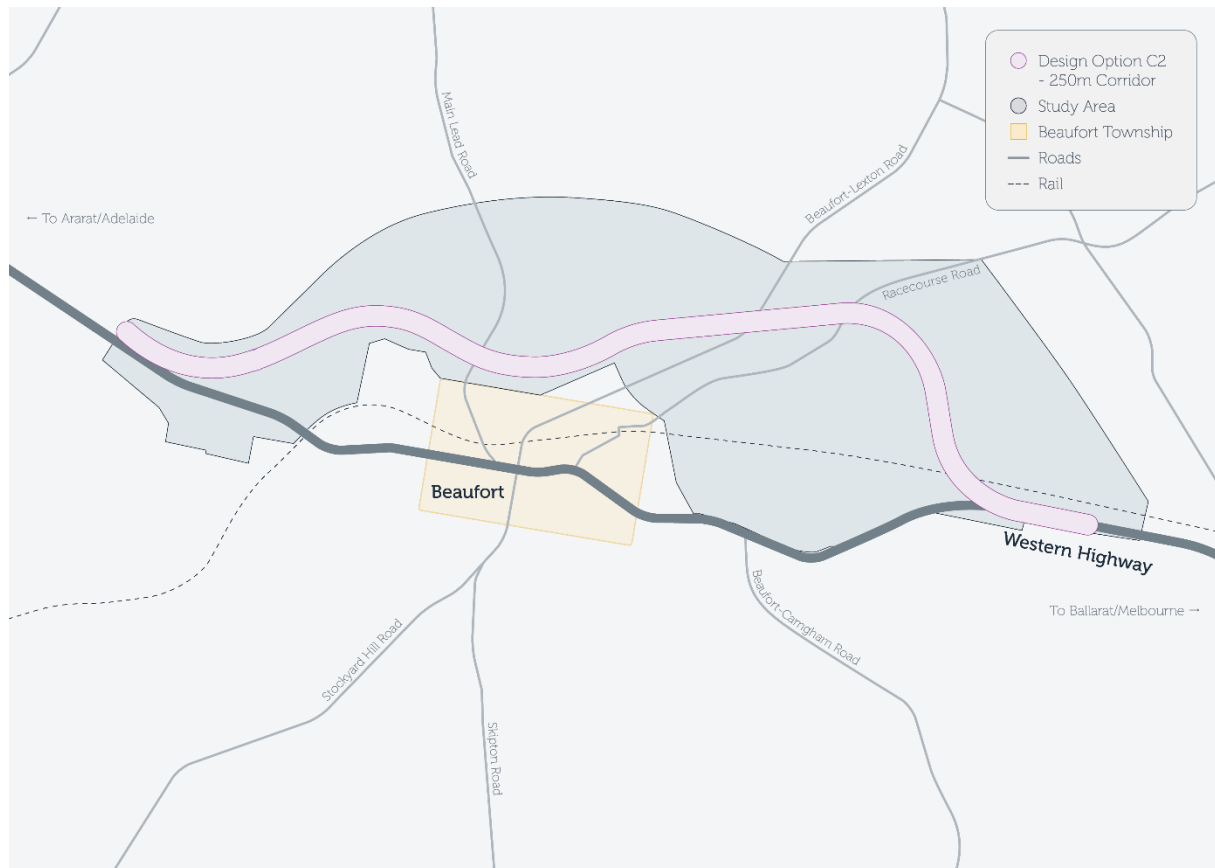 Design Option C2
- 250m Corridor
Study Area
Beaufort Township
Roads
Rail
Main Lead Road
Beaufort-Lexton Road
← To Ararat/Adelaide
Racecourse Road
Beaufort
Western Highway
To Ballarat/Melbourne →
Beaufort-Carngham Road
Stockyard Hill Road
Skipton Road